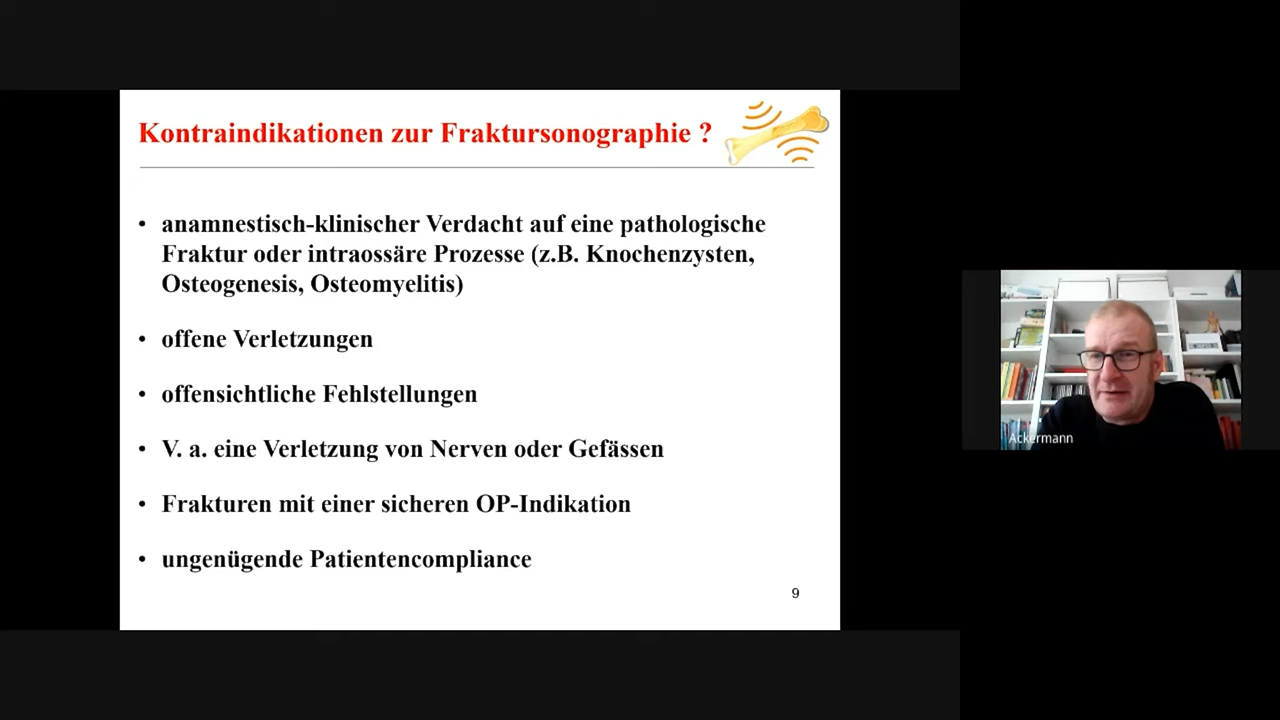 Kontraindikationen zur Fraktursonographie ?
• anamnestisch-klinischer Verdacht auf eine pathologische
Fraktur oder intraossäre Prozesse (z.B. Knochenzysten,
Osteogenesis, Osteomyelitis)
• offene Verletzungen
• offensichtliche Fehlstellungen
• V. a. eine Verletzung von Nerven oder Gefässen
• Frakturen mit einer sicheren OP-Indikation
• ungenügende Patientencompliance
9
Ackermann